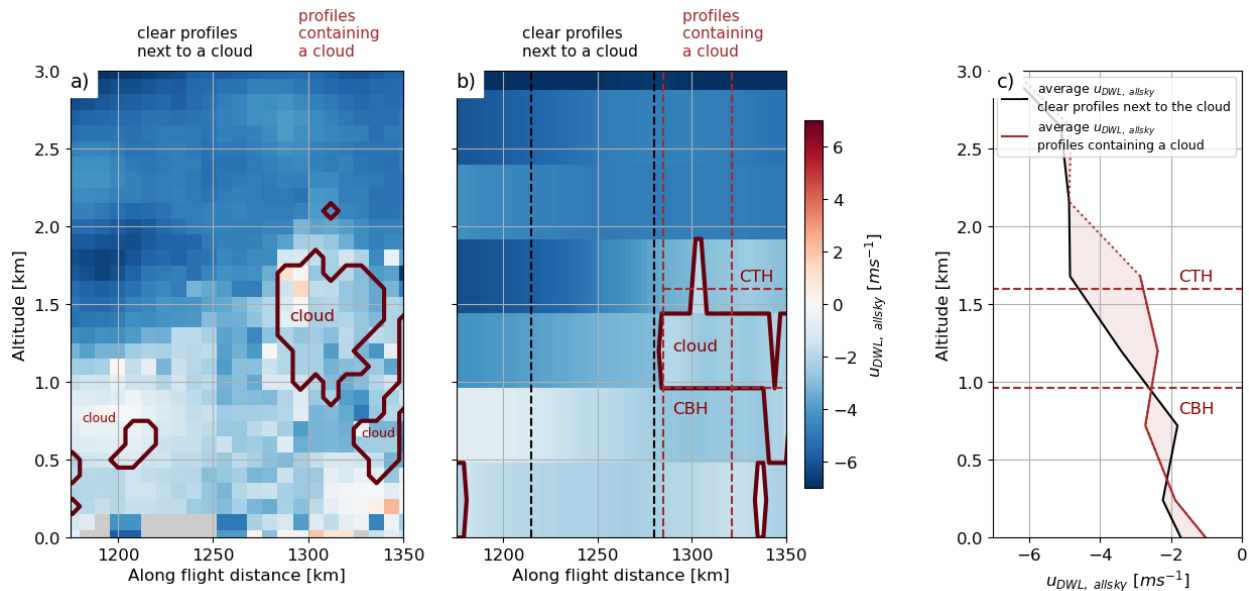 clear profiles
next to a cloud
profiles
containing
a cloud
a)
3.0
2.5
2.0
1.5
1.0
0.5
0.0
Altitude [km]
cloud
cloud
cloud
1200
1250
1300
1350
Along flight distance [km]
clear profiles
next to a cloud
profiles
containing
a cloud
b)
CTH
cloud
CBH
1200
1250
1300
1350
Along flight distance [km]
6
4
2
0
−2
−4
−6
u_DWL, allsky [ms⁻¹]
c)
average u_DWL, allsky
clear profiles next to the cloud
average u_DWL, allsky
profiles containing a cloud
3.0
2.5
2.0
1.5
1.0
0.5
0.0
Altitude [km]
CTH
CBH
−6
−4
−2
0
u_DWL, allsky [ms⁻¹]